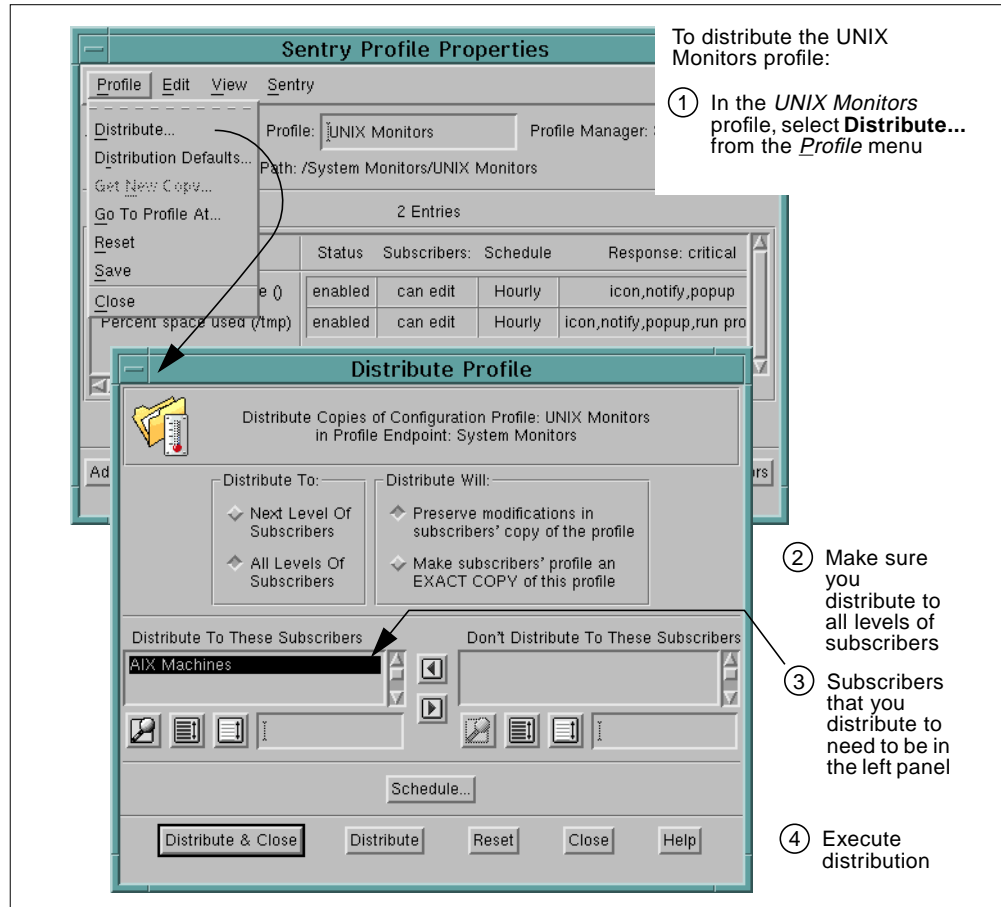 Sentry Profile Properties
Profile Edit View Sentry
Distribute...
Distribution Defaults...
Get New Copy...
Go To Profile At...
Reset
Save
Close
Profile: UNIX Monitors Profile Manager:
Path: /System Monitors/UNIX Monitors
2 Entries
Status Subscribers: Schedule Response: critical
e () enabled can edit Hourly icon,notify,popup
Percent space used (/tmp) enabled can edit Hourly icon,notify,popup,run pro
Ad
rs
To distribute the UNIX
Monitors profile:
1 In the UNIX Monitors
profile, select Distribute...
from the Profile menu
Distribute Profile
Distribute Copies of Configuration Profile: UNIX Monitors
in Profile Endpoint: System Monitors
Distribute To:
Next Level Of
Subscribers
All Levels Of
Subscribers
Distribute Will:
Preserve modifications in
subscribers' copy of the profile
Make subscribers' profile an
EXACT COPY of this profile
Distribute To These Subscribers
AIX Machines
Don't Distribute To These Subscribers
Schedule...
Distribute & Close Distribute Reset Close Help
2 Make sure
you
distribute to
all levels of
subscribers
3 Subscribers
that you
distribute to
need to be in
the left panel
4 Execute
distribution